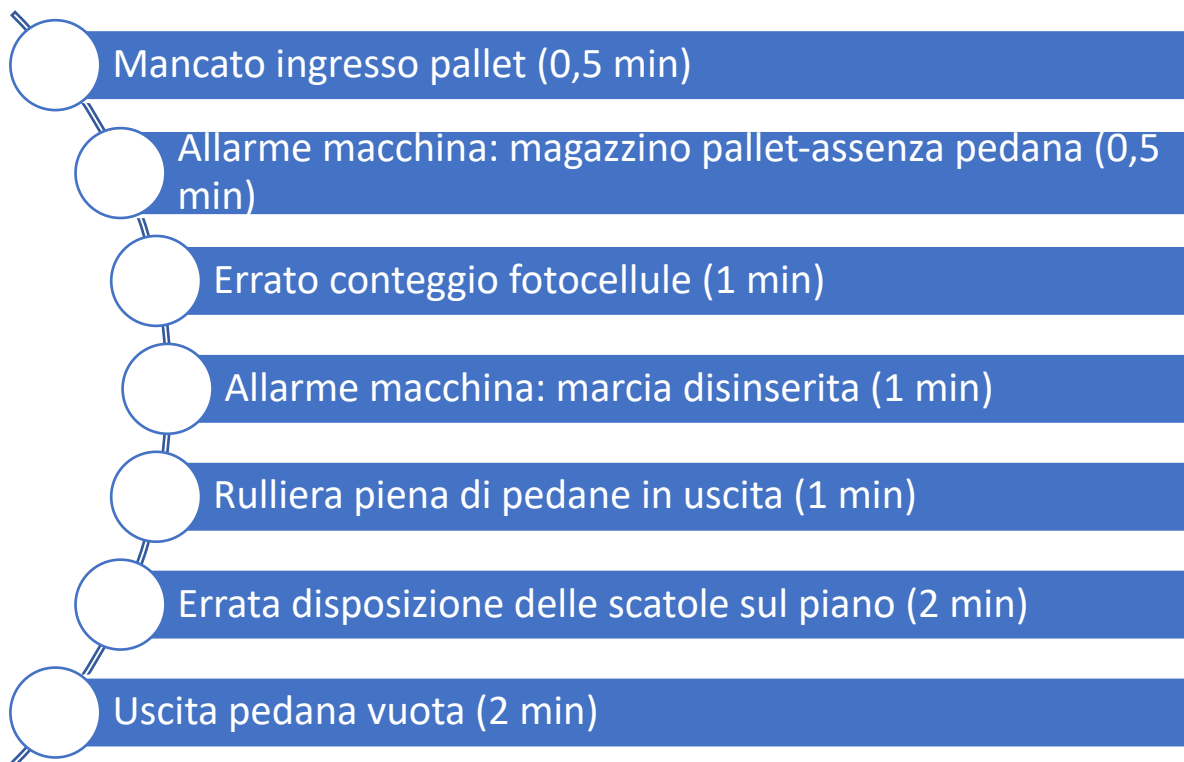 Mancato ingresso pallet (0,5 min)
Allarme macchina: magazzino pallet-assenza pedana (0,5
min)
Errato conteggio fotocellule (1 min)
Allarme macchina: marcia disinserita (1 min)
Rulliera piena di pedane in uscita (1 min)
Errata disposizione delle scatole sul piano (2 min)
Uscita pedana vuota (2 min)